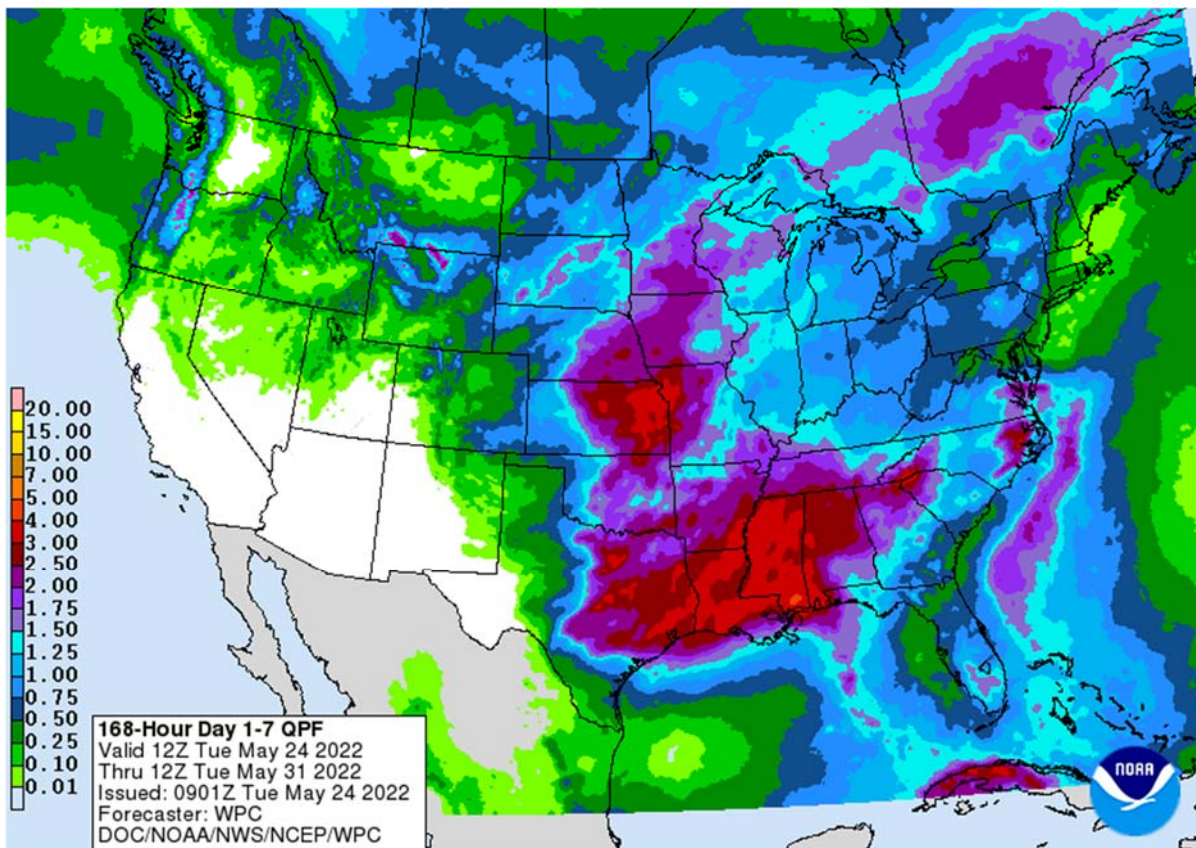 20.00
15.00
10.00
7.00
5.00
4.00
3.00
2.50
2.00
1.75
1.50
1.25
1.00
0.75
0.50
0.25
0.10
0.01
168-Hour Day 1-7 QPF
Valid 12Z Tue May 24 2022
Thru 12Z Tue May 31 2022
Issued: 0901Z Tue May 24 2022
Forecaster: WPC
DOC/NOAA/NWS/NCEP/WPC
NOAA